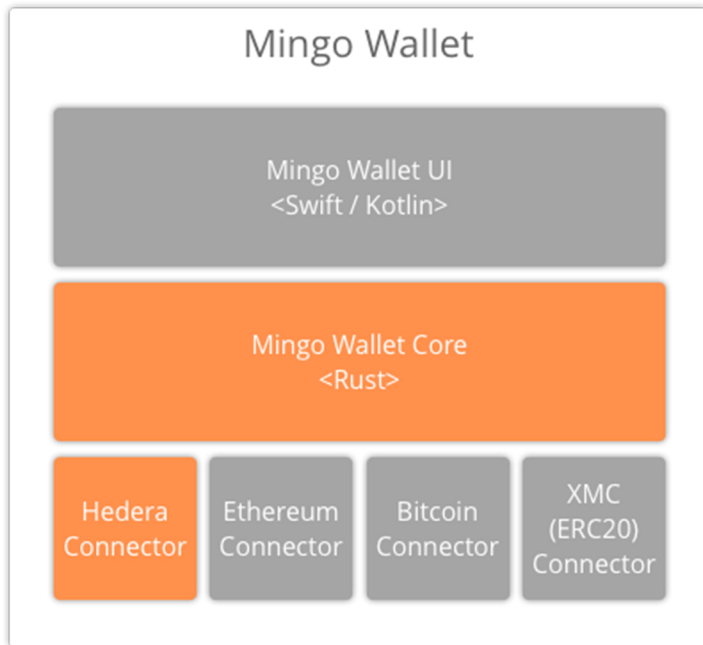 Mingo Wallet
Mingo Wallet UI
<Swift / Kotlin>
Mingo Wallet Core
<Rust>
Hedera
Connector
Ethereum
Connector
Bitcoin
Connector
XMC
(ERC20)
Connector